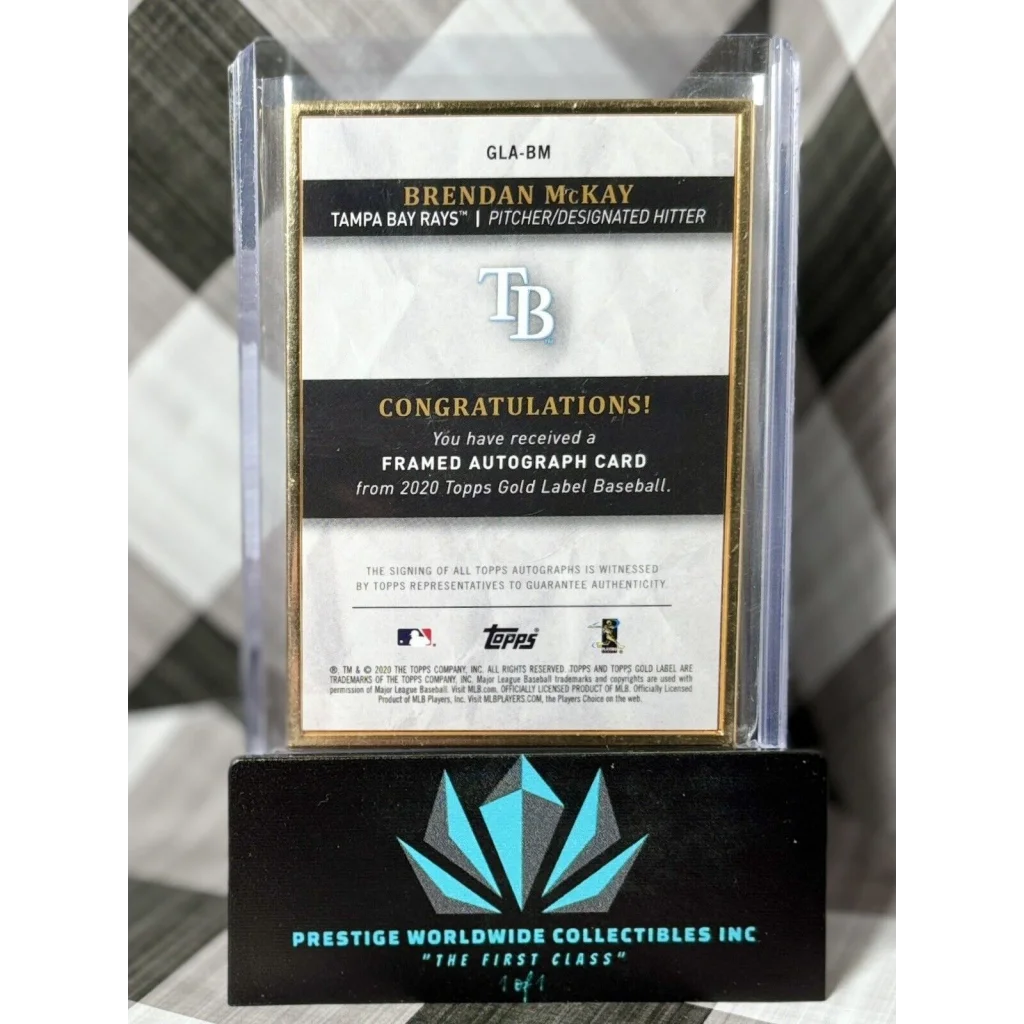 GLA-BM
BRENDAN McKAY
TAMPA BAY RAYS™ | PITCHER/DESIGNATED HITTER
TB
CONGRATULATIONS!
You have received a
FRAMED AUTOGRAPH CARD
from 2020 Topps Gold Label Baseball.
THE SIGNING OF ALL TOPPS AUTOGRAPHS IS WITNESSED
BY TOPPS REPRESENTATIVES TO GUARANTEE AUTHENTICITY.
TOPPS
®, TM & © 2020 THE TOPPS COMPANY, INC. ALL RIGHTS RESERVED. TOPPS AND TOPPS GOLD LABEL ARE
TRADEMARKS OF THE TOPPS COMPANY, INC. Major League Baseball trademarks and copyrights are used with
permission of Major League Baseball. Visit MLB.com. OFFICIALLY LICENSED PRODUCT OF MLB. Officially Licensed
Product of MLB Players, Inc. Visit MLBPLAYERS.COM, the Players Choice on the web.
PRESTIGE WORLDWIDE COLLECTIBLES INC
"THE FIRST CLASS"
1 of 1